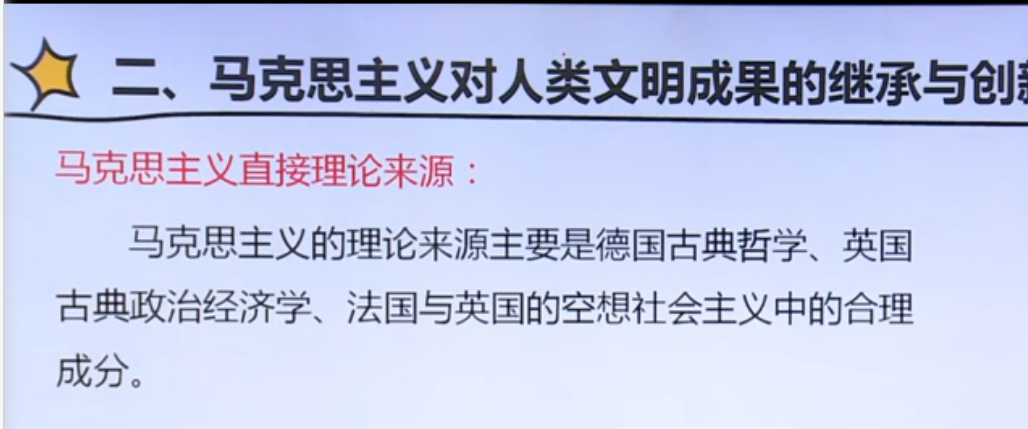 二、马克思主义对人类文明成果的继承与创
马克思主义直接理论来源：
马克思主义的理论来源主要是德国古典哲学、英国
古典政治经济学、法国与英国的空想社会主义中的合理
成分。